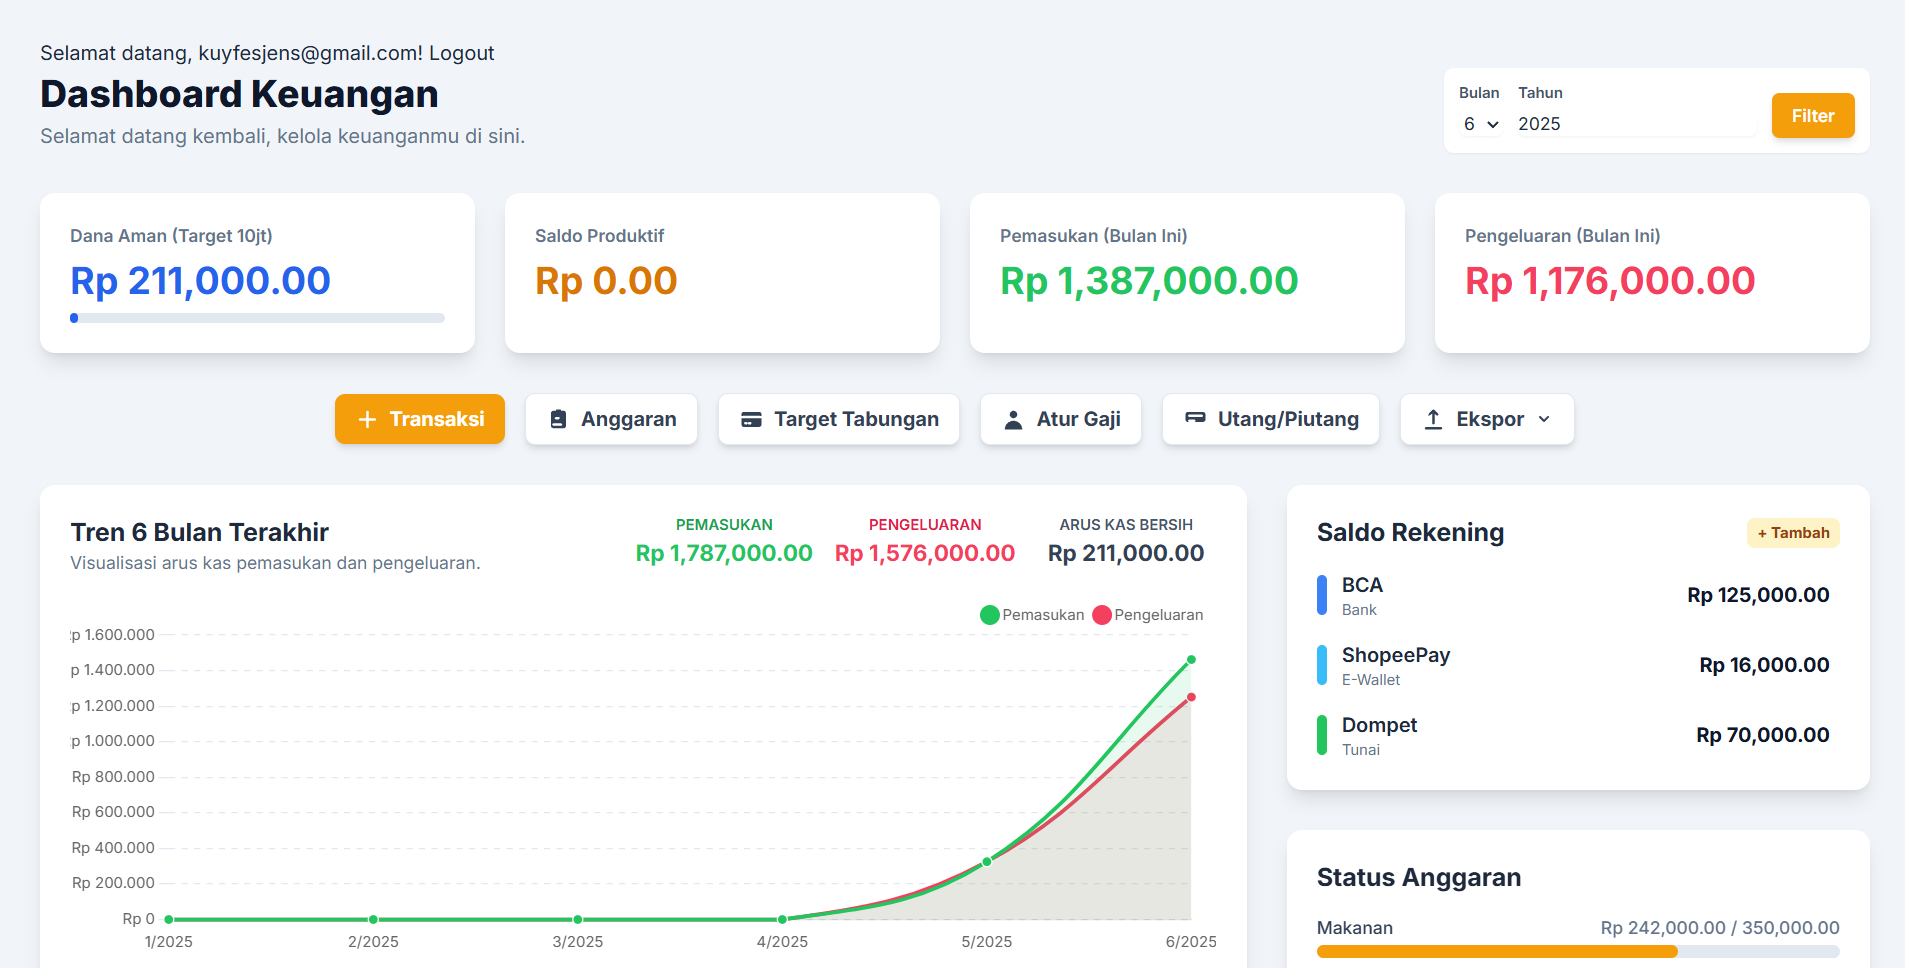 Selamat datang, kuyfesjens@gmail.com! Logout
Dashboard Keuangan
Selamat datang kembali, kelola keuanganmu di sini.
Bulan Tahun
6 2025
Filter
Dana Aman (Target 10jt)
Rp 211,000.00
Saldo Produktif
Rp 0.00
Pemasukan (Bulan Ini)
Rp 1,387,000.00
Pengeluaran (Bulan Ini)
Rp 1,176,000.00
+ Transaksi
Anggaran
Target Tabungan
Atur Gaji
Utang/Piutang
Ekspor
Tren 6 Bulan Terakhir
Visualisasi arus kas pemasukan dan pengeluaran.
PEMASUKAN
Rp 1,787,000.00
PENGELUARAN
Rp 1,576,000.00
ARUS KAS BERSIH
Rp 211,000.00
Pemasukan Pengeluaran
p 1.600.000
p 1.400.000
p 1.200.000
p 1.000.000
Rp 800.000
Rp 600.000
Rp 400.000
Rp 200.000
Rp 0
1/2025 2/2025 3/2025 4/2025 5/2025 6/2025
Saldo Rekening
+ Tambah
BCA
Bank
Rp 125,000.00
ShopeePay
E-Wallet
Rp 16,000.00
Dompet
Tunai
Rp 70,000.00
Status Anggaran
Makanan Rp 242,000.00 / 350,000.00